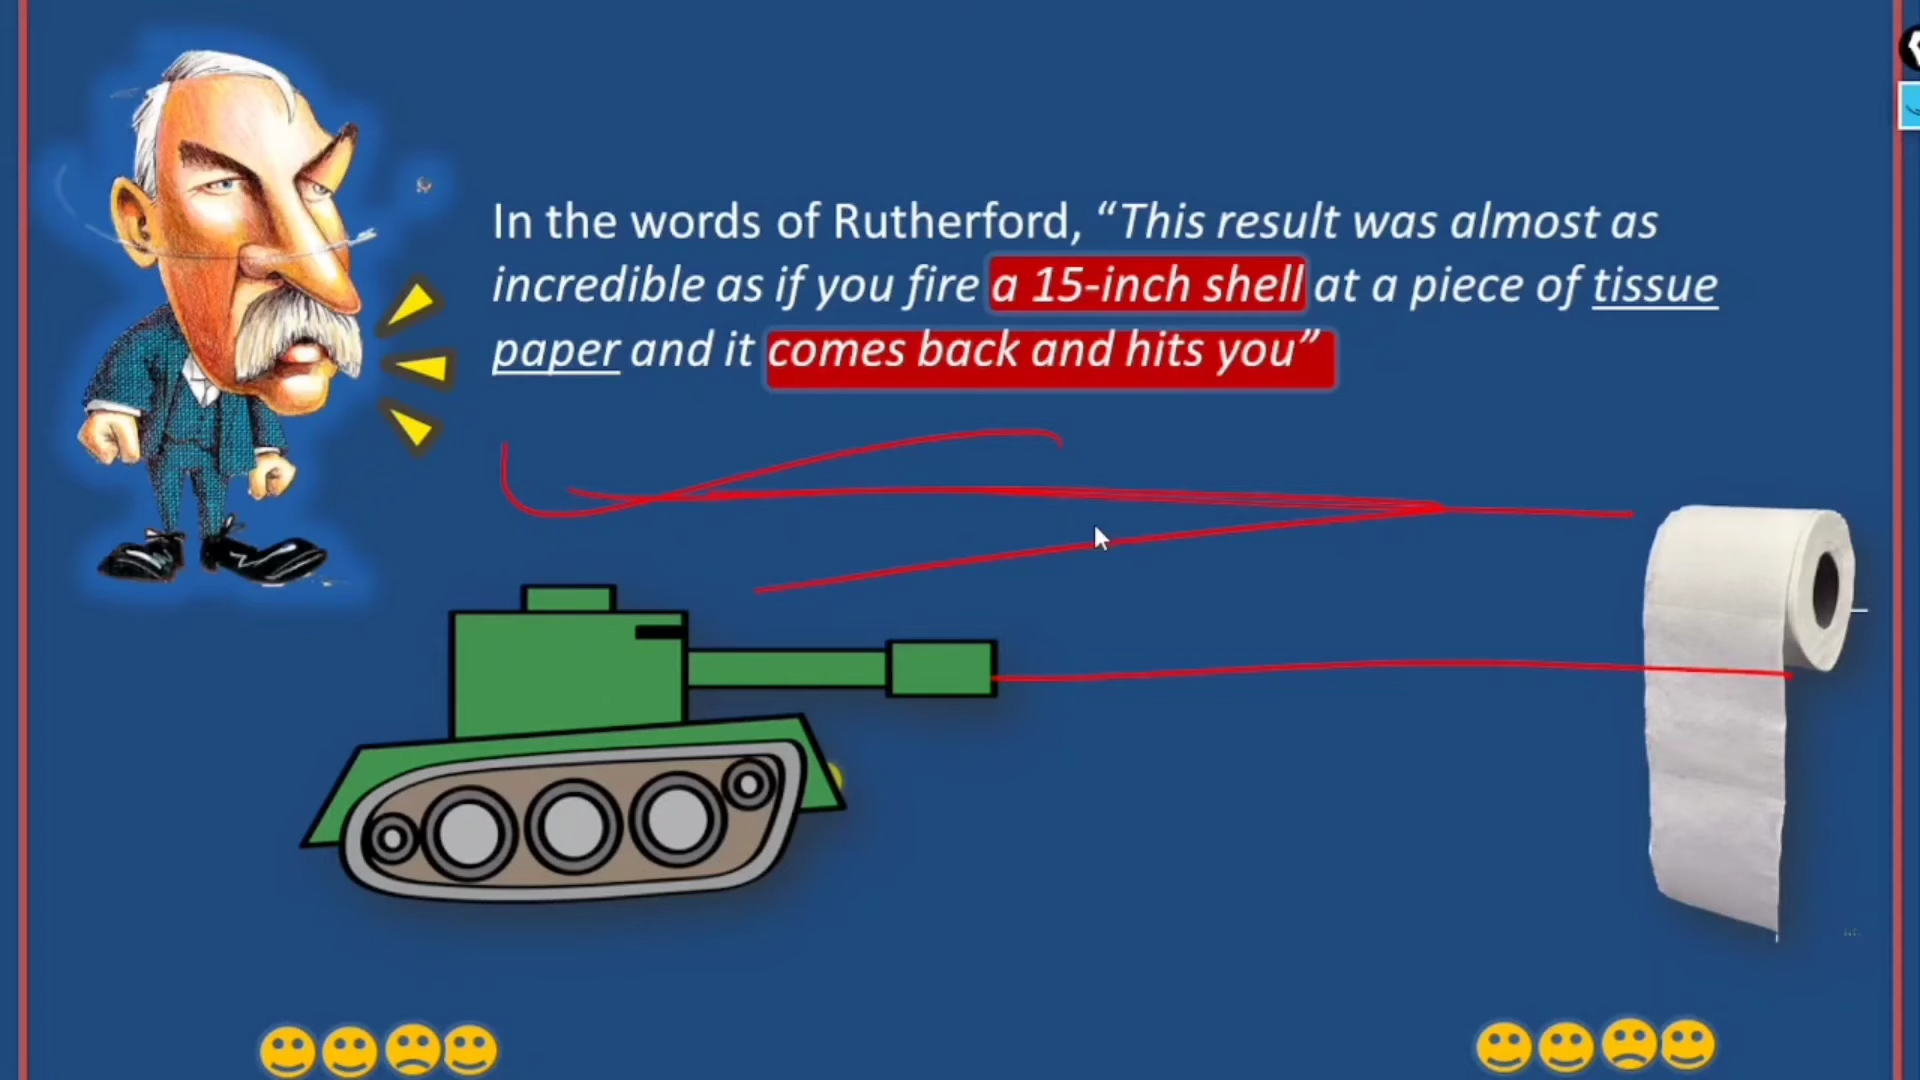 In the words of Rutherford, “This result was almost as
incredible as if you fire a 15-inch shell at a piece of tissue
paper and it comes back and hits you”